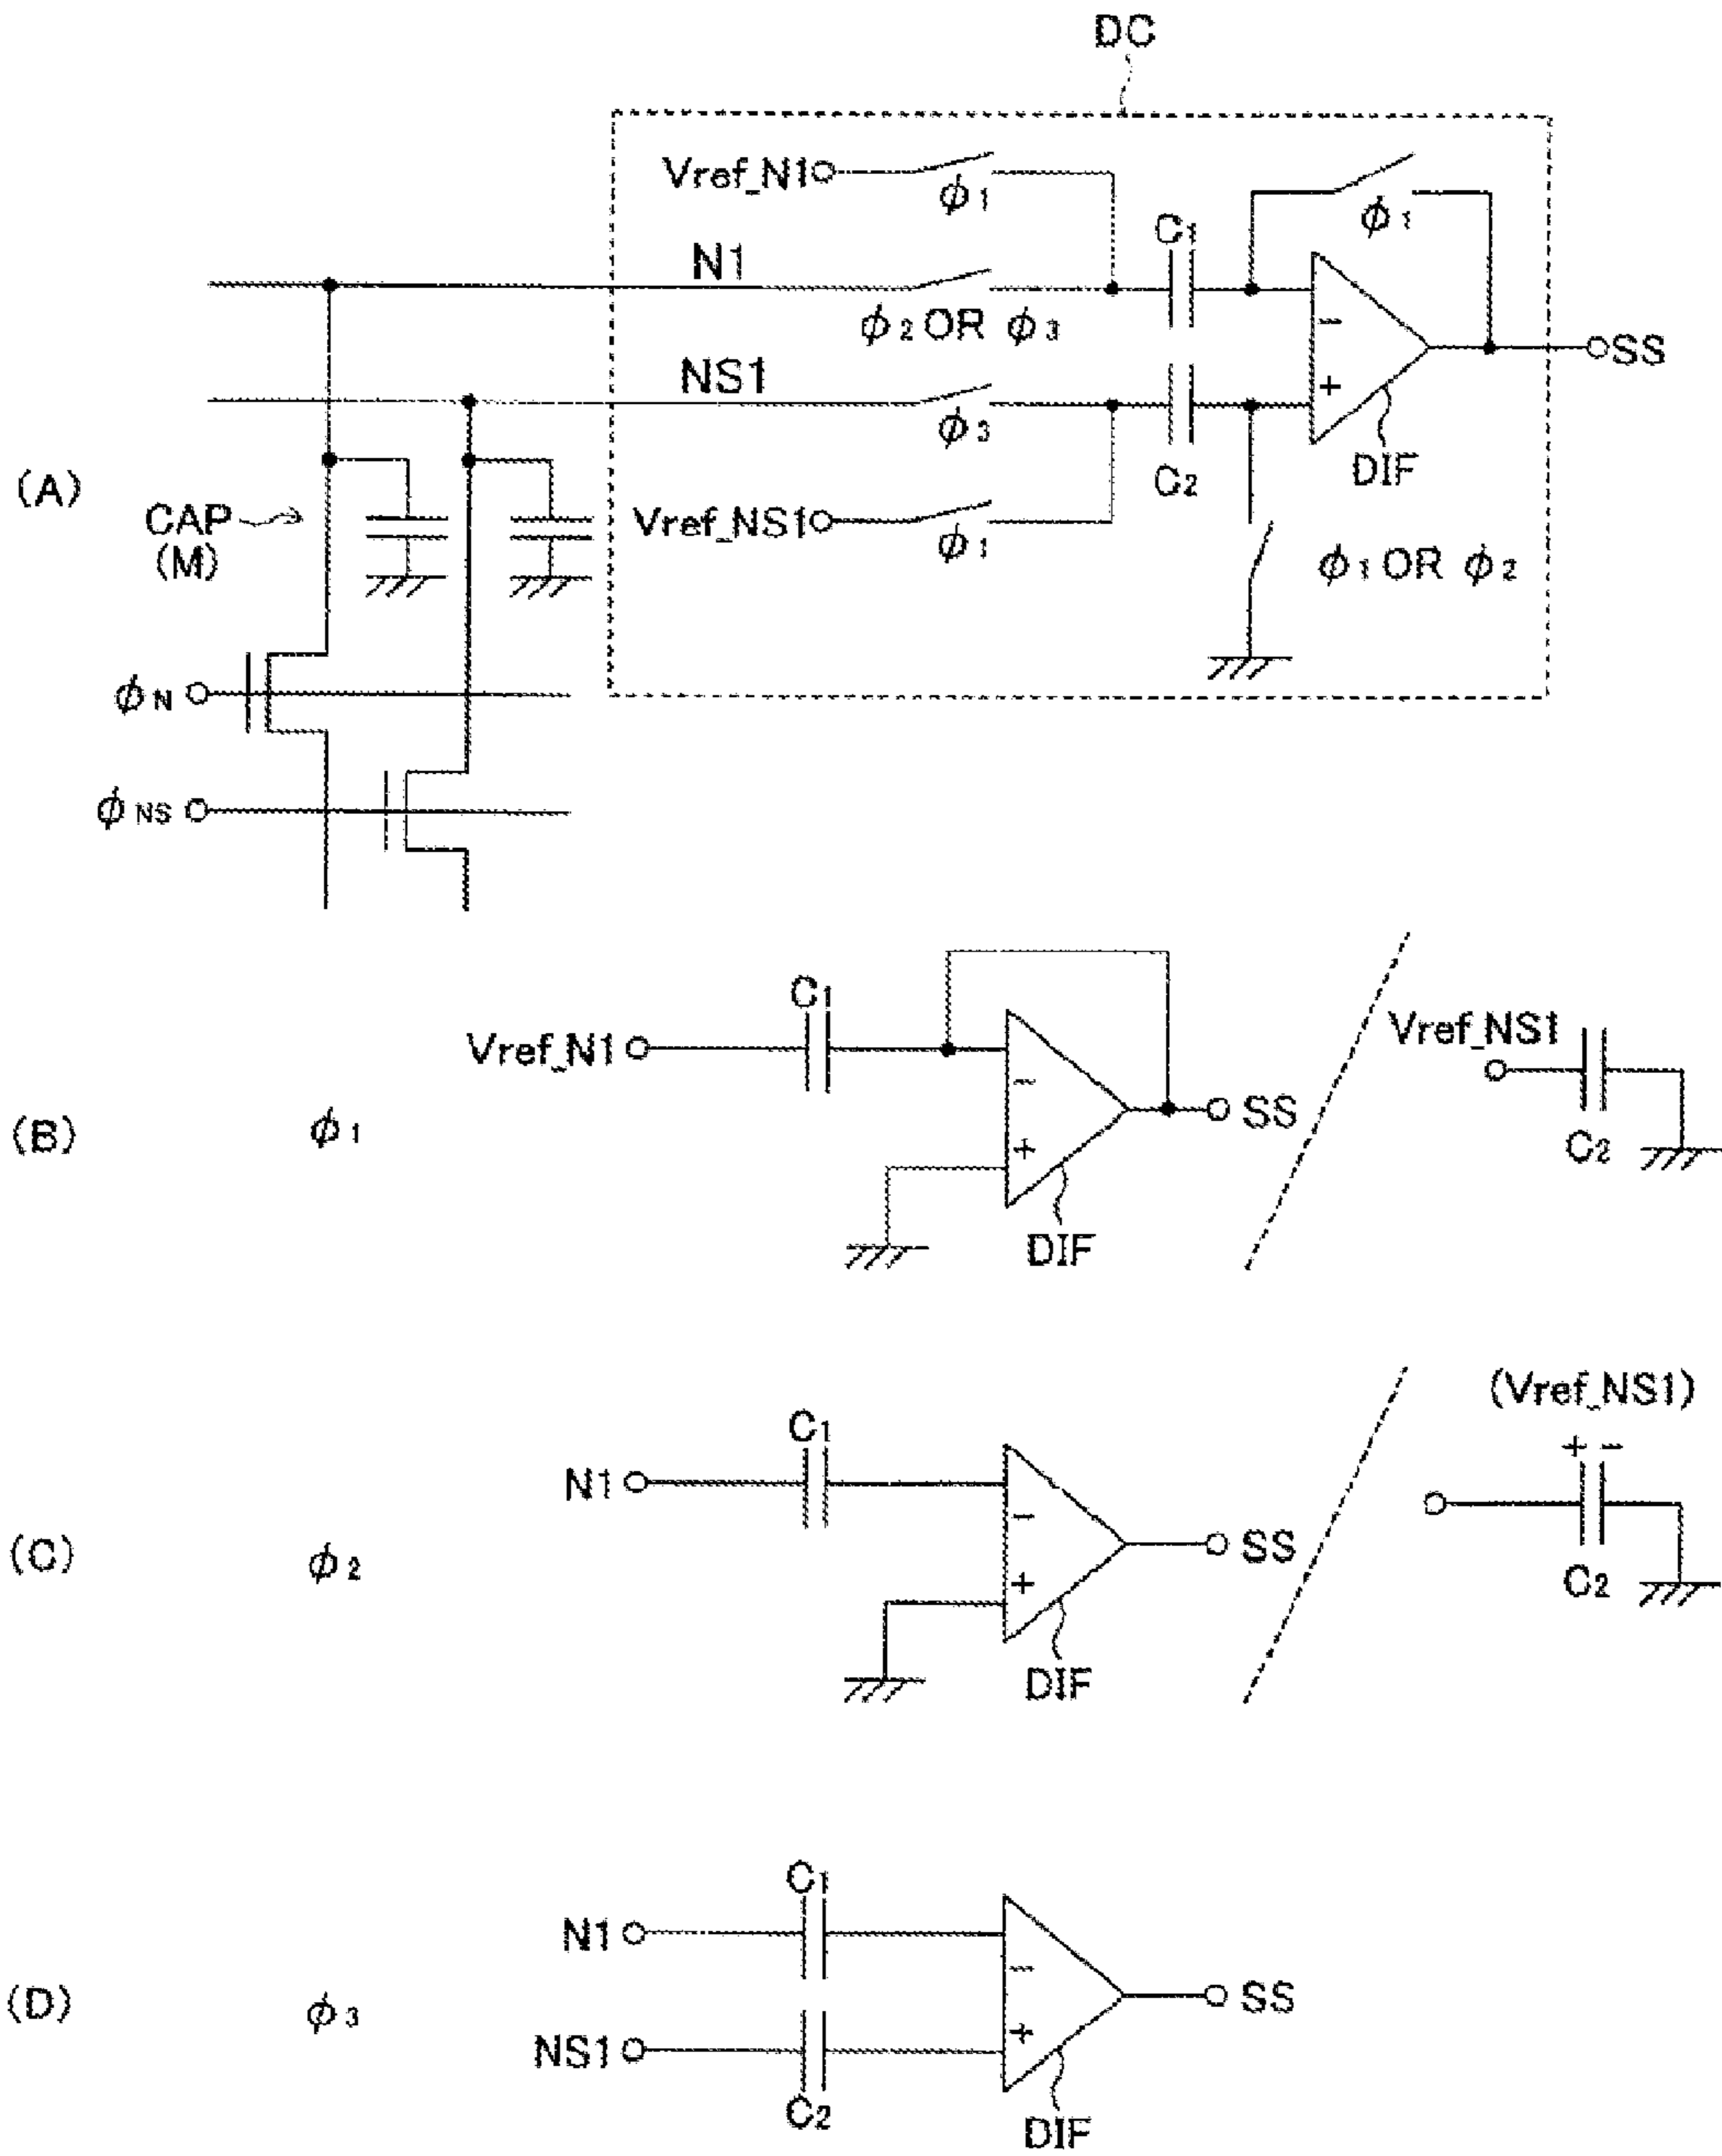 DC
Vref_N1
ϕ1
ϕ1
C1
N1
ϕ2 OR ϕ3
−
SS
NS1
+
ϕ3
DIF
C2
(A)
CAP
(M)
Vref_NS1
ϕ1
ϕ1 OR ϕ2
ϕN
ϕNS
C1
Vref_N1
Vref_NS1
−
SS
(B)
ϕ1
+
C2
DIF
(Vref_NS1)
C1
+ −
N1
−
SS
(C)
ϕ2
+
C2
DIF
C1
N1
−
SS
(D)
ϕ3
+
NS1
C2
DIF